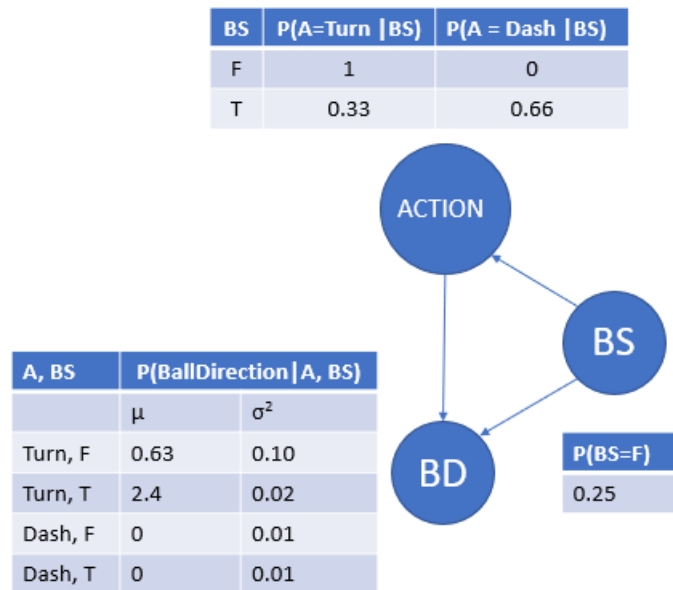 BS P(A=Turn |BS) P(A = Dash |BS)
F 1 0
T 0.33 0.66
ACTION
BS
A, BS P(BallDirection|A, BS)
μ σ²
Turn, F 0.63 0.10
Turn, T 2.4 0.02
Dash, F 0 0.01
Dash, T 0 0.01
BD
P(BS=F)
0.25